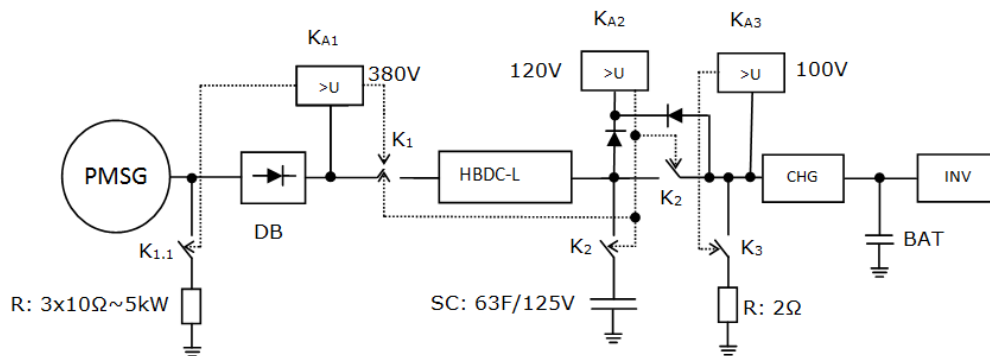 KA1
KA2
KA3
>U
380V
120V
>U
>U
100V
K1
PMSG
HBDC-L
CHG
INV
DB
K2
K1.1
K2
K3
BAT
R: 3x10Ω~5kW
SC: 63F/125V
R: 2Ω